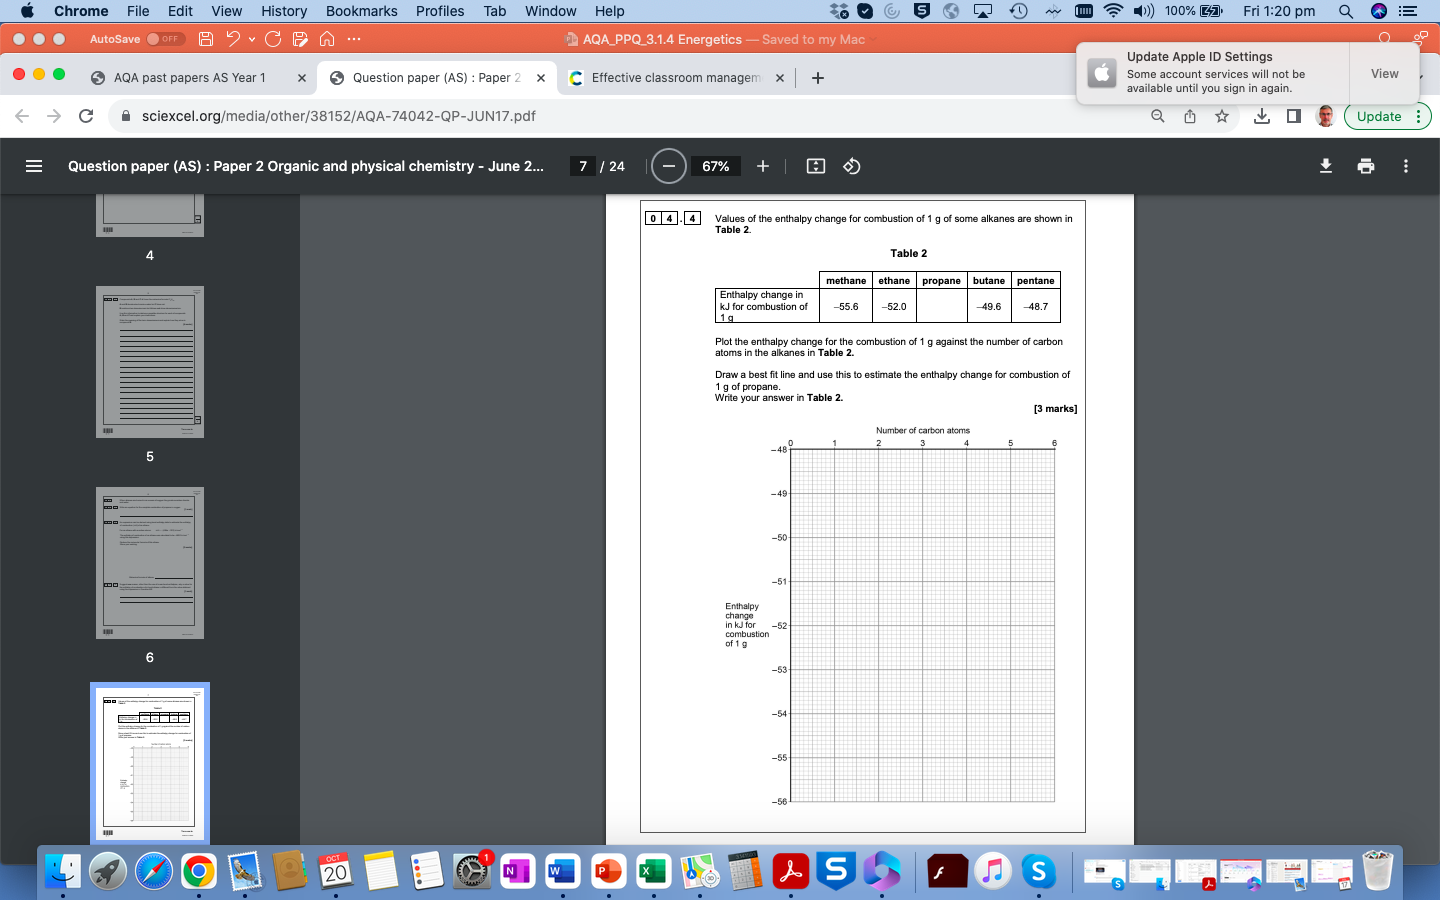 Chrome File Edit View History Bookmarks Profiles Tab Window Help 100% Fri 1:20 pm
AutoSave OFF AQA_PPQ_3.1.4 Energetics — Saved to my Mac
Update Apple ID Settings
Some account services will not be
available until you sign in again.
View
AQA past papers AS Year 1
Question paper (AS) : Paper 2
Effective classroom managem
sciexcel.org/media/other/38152/AQA-74042-QP-JUN17.pdf
Update
Question paper (AS) : Paper 2 Organic and physical chemistry - June 2...
7 / 24
67%
4
5
6
0 4 . 4 Values of the enthalpy change for combustion of 1 g of some alkanes are shown in
Table 2.
Table 2
methane ethane propane butane pentane
Enthalpy change in
kJ for combustion of
1 g
–55.6 –52.0 –49.6 –48.7
Plot the enthalpy change for the combustion of 1 g against the number of carbon
atoms in the alkanes in Table 2.
Draw a best fit line and use this to estimate the enthalpy change for combustion of
1 g of propane.
Write your answer in Table 2.
[3 marks]
Number of carbon atoms
0 1 2 3 4 5 6
–48
–49
–50
–51
Enthalpy
change
in kJ for
combustion
of 1 g
–52
–53
–54
–55
–56
OCT
20
1
17